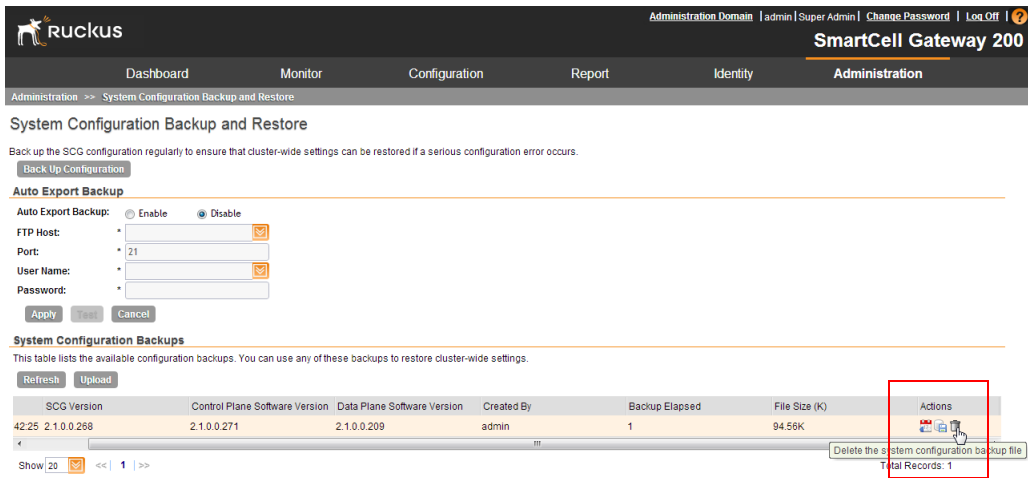 Administration Domain | admin | Super Admin | Change Password | Log Off | ?
Ruckus
SmartCell Gateway 200
Dashboard Monitor Configuration Report Identity Administration
Administration >> System Configuration Backup and Restore
System Configuration Backup and Restore
Back up the SCG configuration regularly to ensure that cluster-wide settings can be restored if a serious configuration error occurs.
Back Up Configuration
Auto Export Backup
Auto Export Backup: Enable Disable
FTP Host: *
Port: * 21
User Name: *
Password: *
Apply Test Cancel
System Configuration Backups
This table lists the available configuration backups. You can use any of these backups to restore cluster-wide settings.
Refresh Upload
SCG Version Control Plane Software Version Data Plane Software Version Created By Backup Elapsed File Size (K) Actions
42:25 2.1.0.0.268 2.1.0.0.271 2.1.0.0.209 admin 1 94.56K
Delete the system configuration backup file
Show 20 << | 1 | >> Total Records: 1